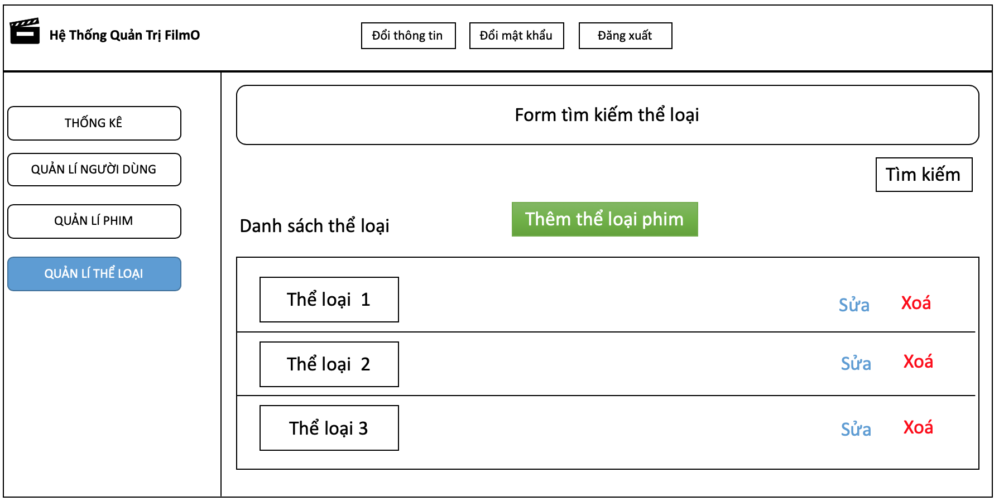 Hệ Thống Quản Trị FilmO
Đổi thông tin
Đổi mật khẩu
Đăng xuất
THỐNG KÊ
QUẢN LÍ NGƯỜI DÙNG
QUẢN LÍ PHIM
QUẢN LÍ THỂ LOẠI
Form tìm kiếm thể loại
Tìm kiếm
Danh sách thể loại
Thêm thể loại phim
Thể loại 1
Sửa
Xoá
Thể loại 2
Sửa
Xoá
Thể loại 3
Sửa
Xoá